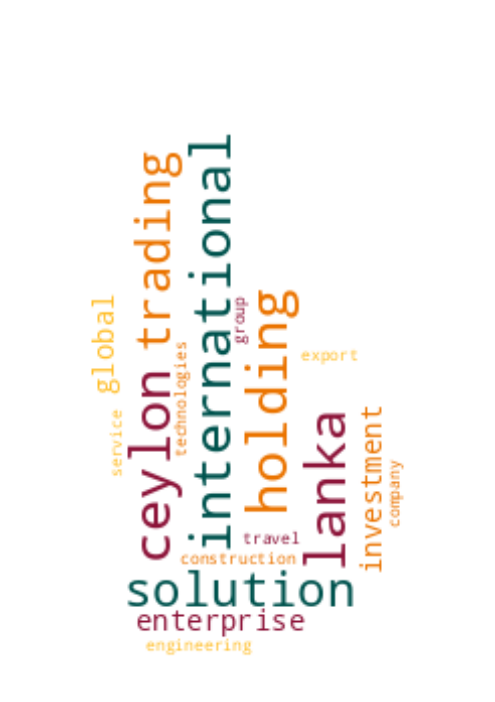 global
service
ceylon
trading
technologies
international
group
holding
travel
construction
export
lanka
investment
company
solution
enterprise
engineering